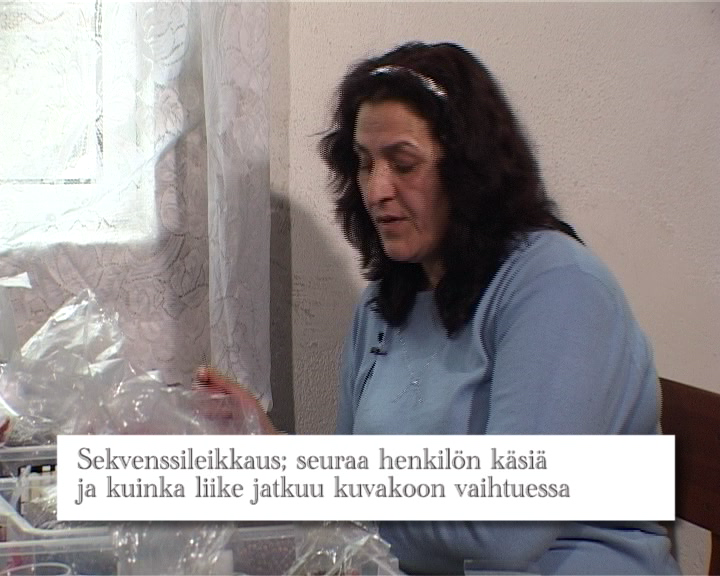 Sekvenssileikkaus; seuraa henkilön käsiä
ja kuinka liike jatkuu kuvakoon vaihtuessa